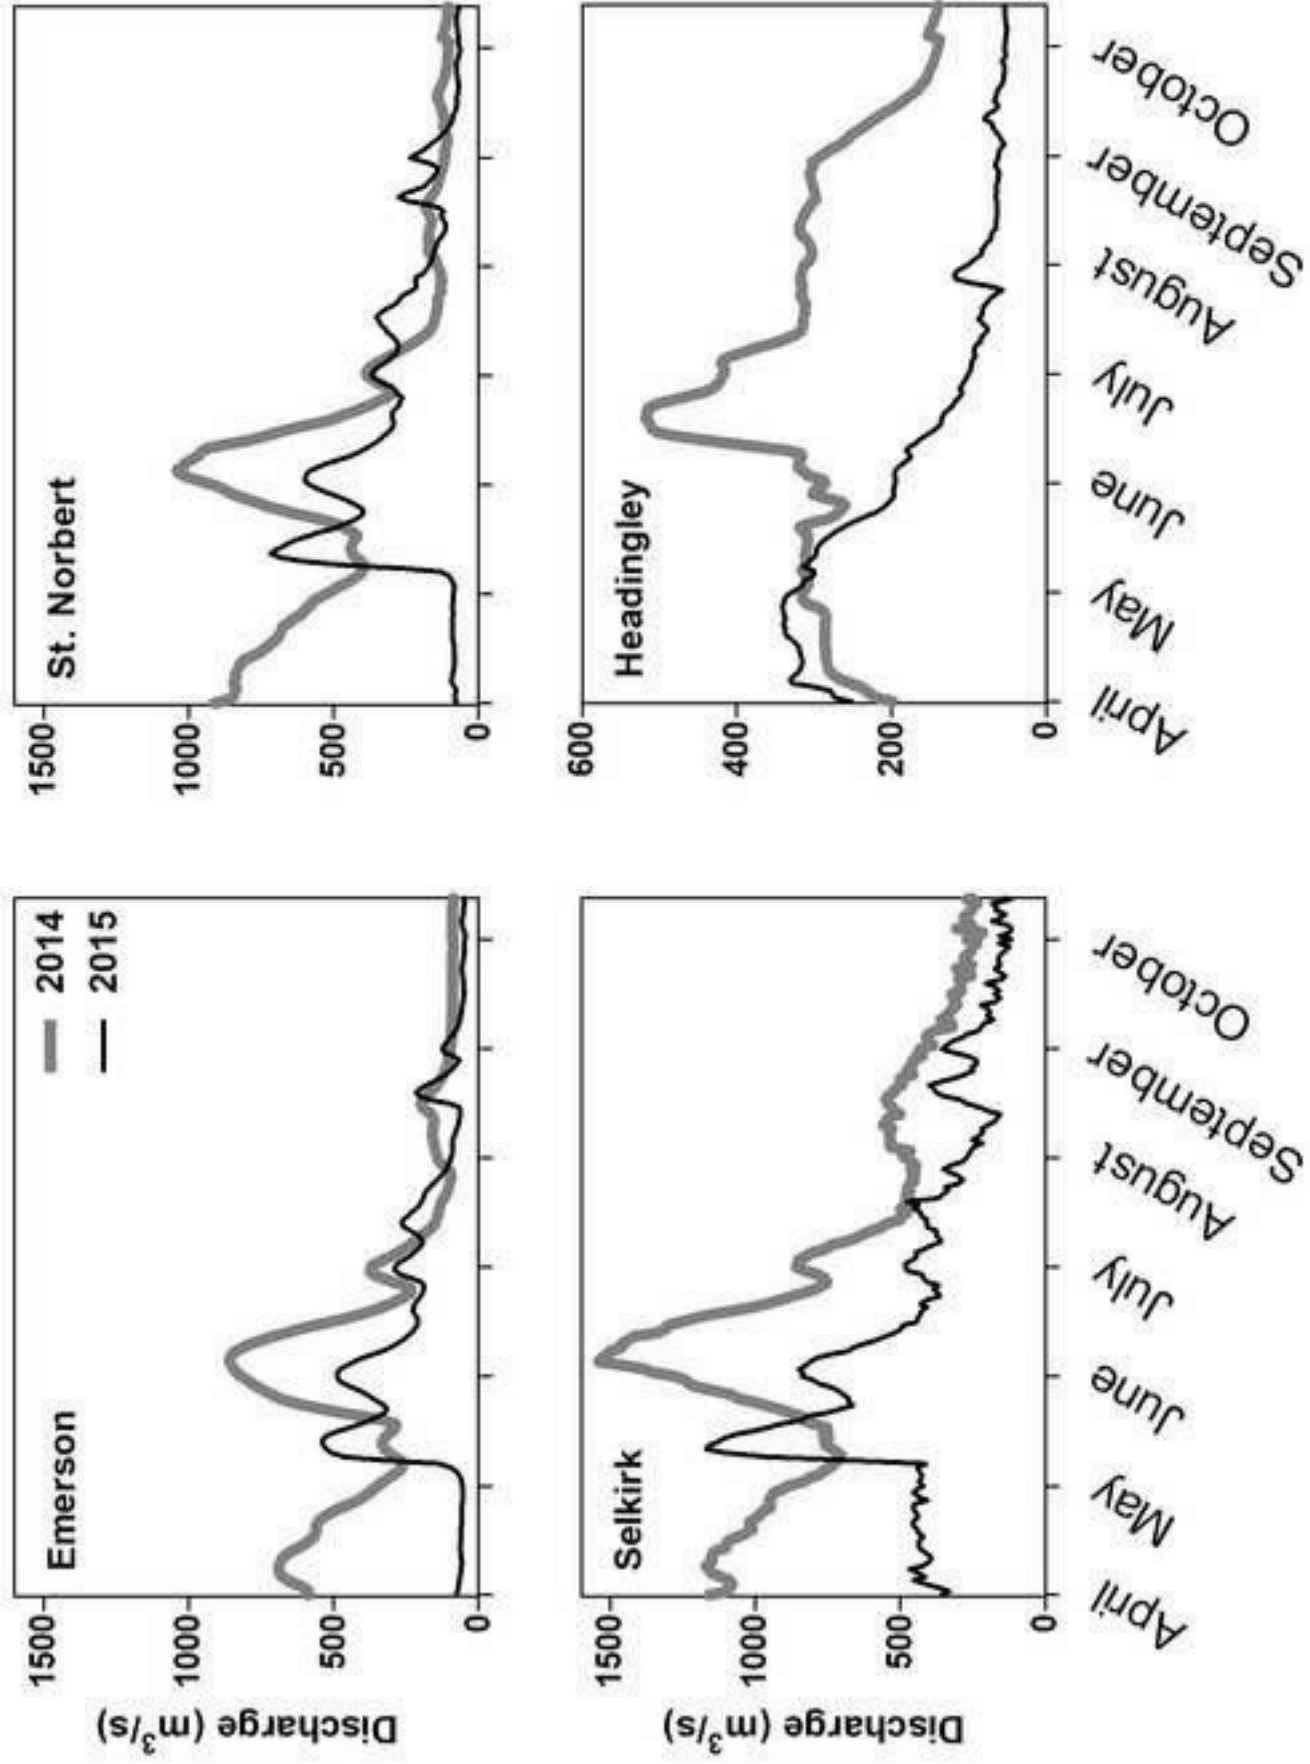 Emerson
2014
2015
1500
1000
500
0
Discharge (m³/s)
St. Norbert
1500
1000
500
0
Selkirk
1500
1000
500
0
Discharge (m³/s)
April
May
June
July
August
September
October
Headingley
600
400
200
0
April
May
June
July
August
September
October